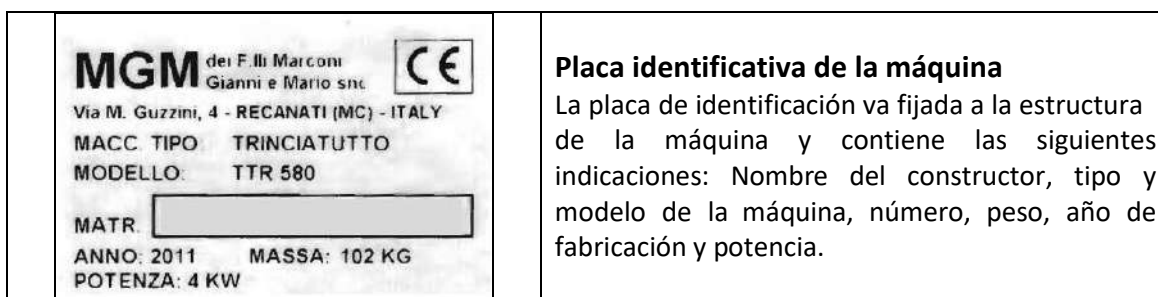 MGM dei F.lli Marconi
Gianni e Mario snc
CE
Via M. Guzzini, 4 - RECANATI (MC) - ITALY
MACC. TIPO: TRINCIATUTTO
MODELLO: TTR 580
MATR.
ANNO: 2011 MASSA: 102 KG
POTENZA: 4 KW
Placa identificativa de la máquina
La placa de identificación va fijada a la estructura
de la máquina y contiene las siguientes
indicaciones: Nombre del constructor, tipo y
modelo de la máquina, número, peso, año de
fabricación y potencia.